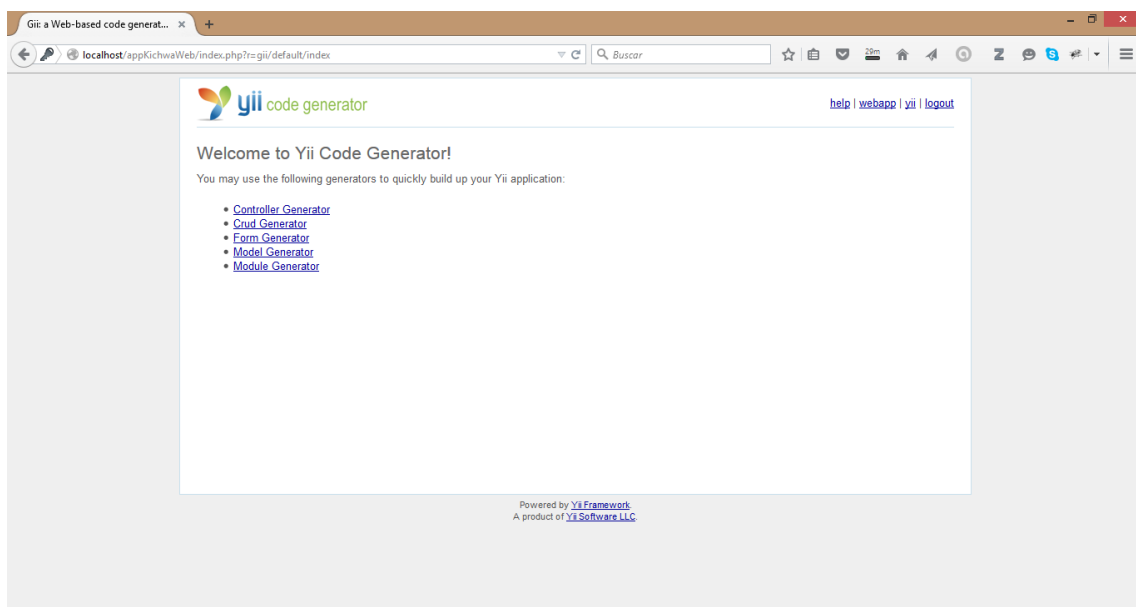 Gii: a Web-based code generat...
localhost/appKichwaWeb/index.php?r=gii/default/index
Buscar
29m
yii code generator
help | webapp | yii | logout
Welcome to Yii Code Generator!
You may use the following generators to quickly build up your Yii application:
Controller Generator
Crud Generator
Form Generator
Model Generator
Module Generator
Powered by Yii Framework.
A product of Yii Software LLC.